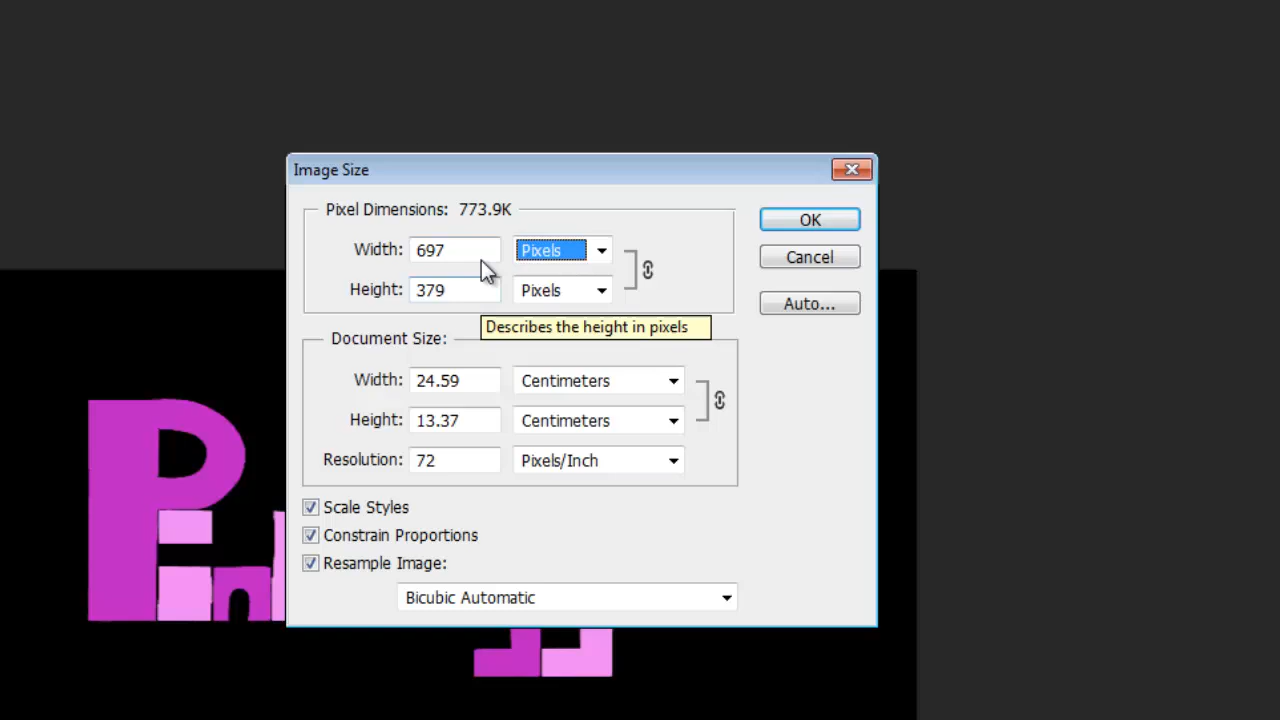 Image Size
Pixel Dimensions: 773.9K
OK
Width: 697 Pixels
Cancel
Height: 379 Pixels
Auto...
Describes the height in pixels
Document Size:
Width: 24.59 Centimeters
Height: 13.37 Centimeters
Resolution: 72 Pixels/Inch
Scale Styles
Constrain Proportions
Resample Image:
Bicubic Automatic